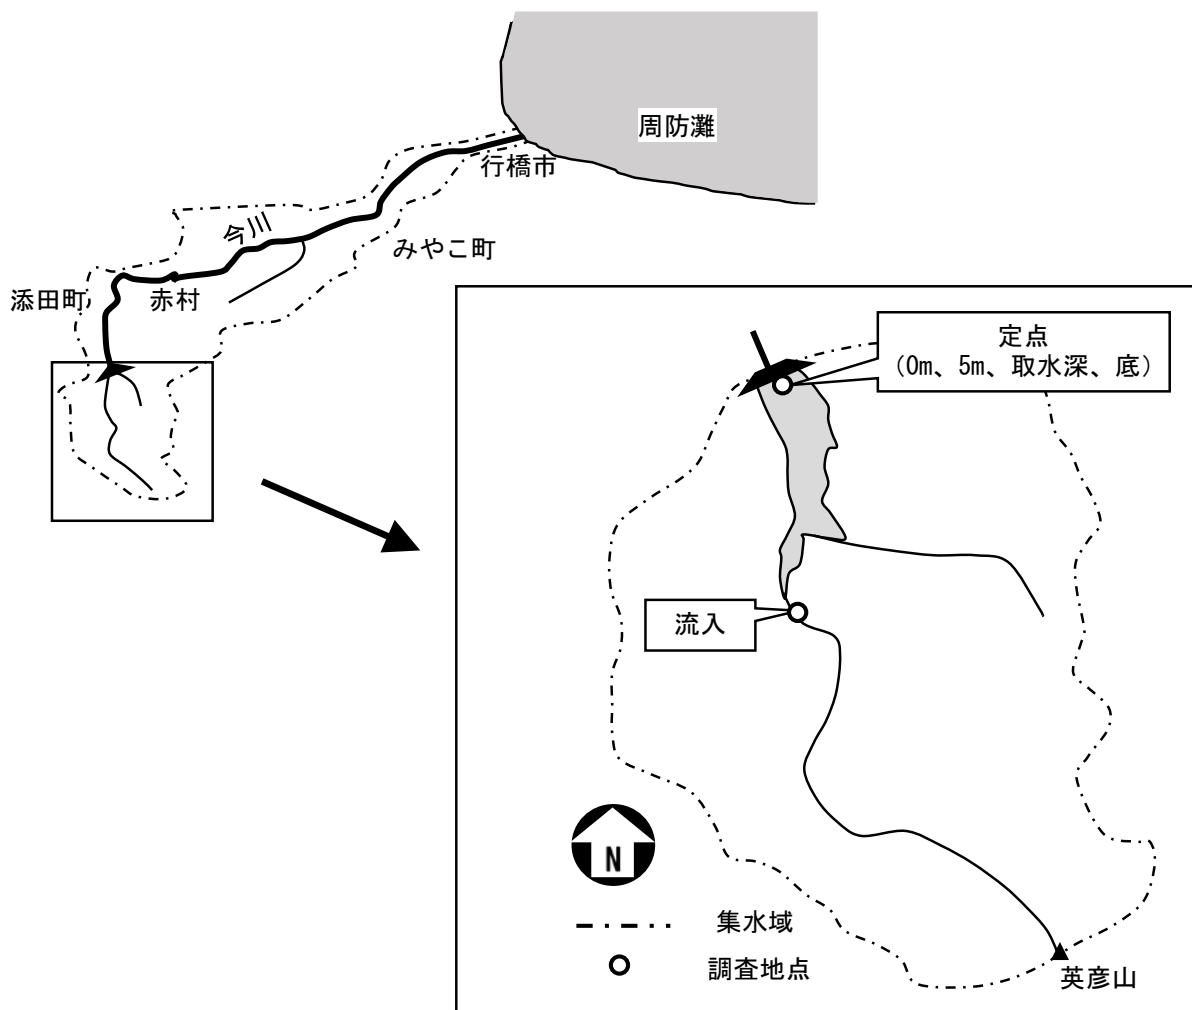 周防灘
行橋市
今川
みやこ町
添田町
赤村
定点
（0m、5m、取水深、底）
流入
N
集水域
調査地点
英彦山